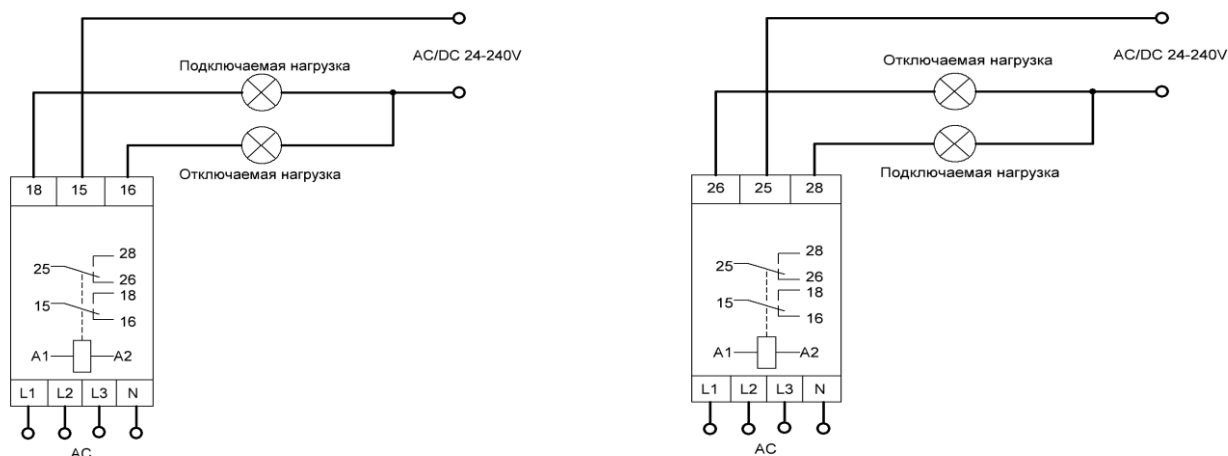 AC/DC 24-240V
Подключаемая нагрузка
Отключаемая нагрузка
18 15 16
28
25
26
18
15
16
A1 A2
L1 L2 L3 N
AC
AC/DC 24-240V
Отключаемая нагрузка
Подключаемая нагрузка
26 25 28
28
25
26
18
15
16
A1 A2
L1 L2 L3 N
AC